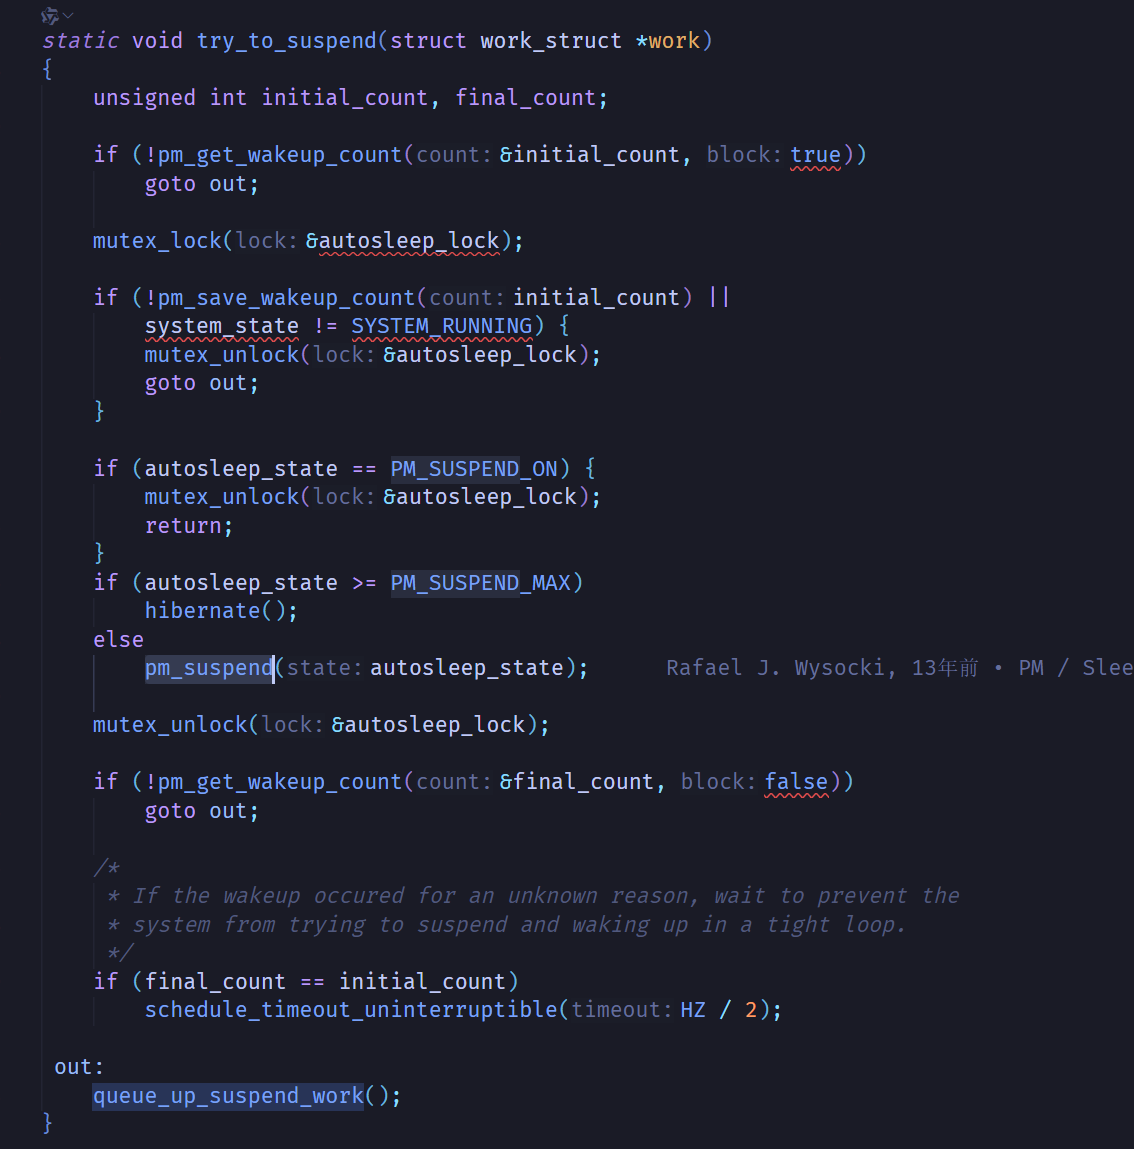 static void try_to_suspend(struct work_struct *work)
{
unsigned int initial_count, final_count;
if (!pm_get_wakeup_count(count: &initial_count, block: true))
goto out;
mutex_lock(lock: &autosleep_lock);
if (!pm_save_wakeup_count(count: initial_count) ||
system_state != SYSTEM_RUNNING) {
mutex_unlock(lock: &autosleep_lock);
goto out;
}
if (autosleep_state == PM_SUSPEND_ON) {
mutex_unlock(lock: &autosleep_lock);
return;
}
if (autosleep_state >= PM_SUSPEND_MAX)
hibernate();
else
pm_suspend(state: autosleep_state); Rafael J. Wysocki, 13年前 • PM / Slee
mutex_unlock(lock: &autosleep_lock);
if (!pm_get_wakeup_count(count: &final_count, block: false))
goto out;
/*
* If the wakeup occured for an unknown reason, wait to prevent the
* system from trying to suspend and waking up in a tight loop.
*/
if (final_count == initial_count)
schedule_timeout_uninterruptible(timeout: HZ / 2);
out:
queue_up_suspend_work();
}